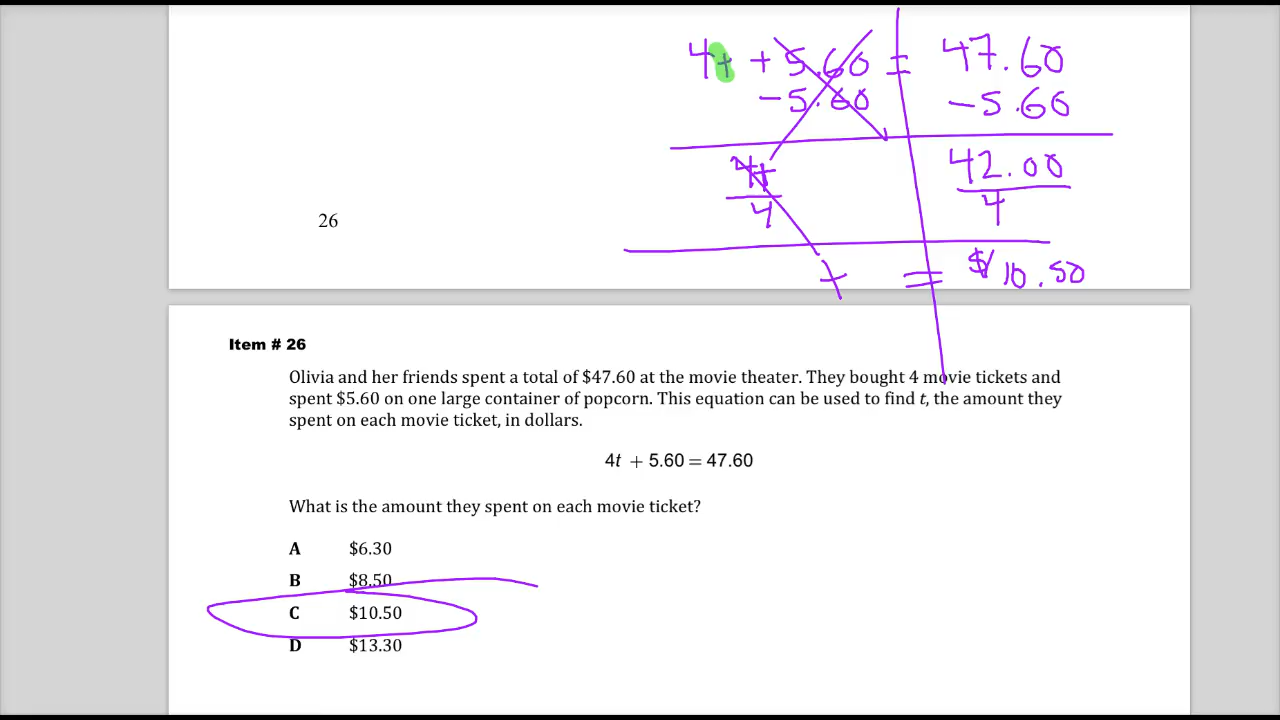 4t + 5.60 = 47.60
-5.60 -5.60
4t 42.00
4 4
t = $10.50
26
Item # 26
Olivia and her friends spent a total of $47.60 at the movie theater. They bought 4 movie tickets and
spent $5.60 on one large container of popcorn. This equation can be used to find t, the amount they
spent on each movie ticket, in dollars.
4t + 5.60 = 47.60
What is the amount they spent on each movie ticket?
A $6.30
B $8.50
C $10.50
D $13.30